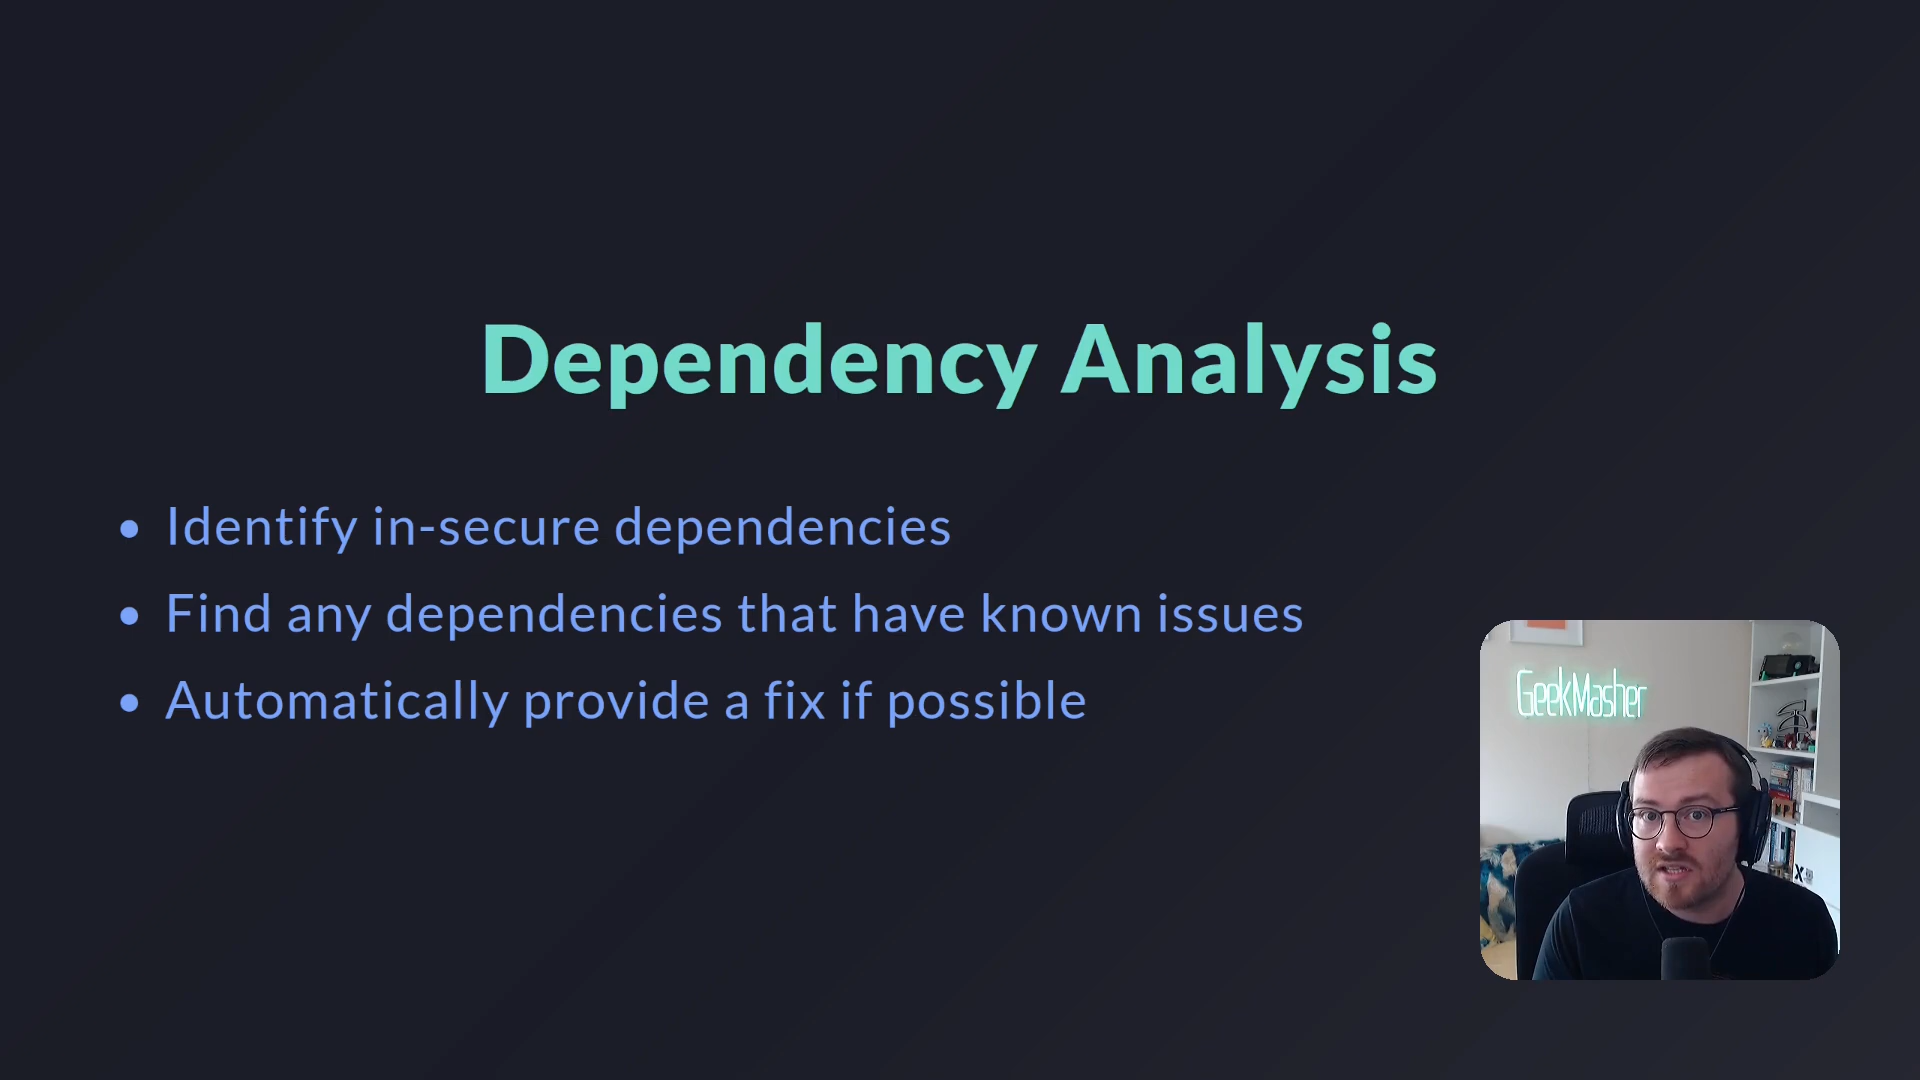 Dependency Analysis
• Identify in-secure dependencies
• Find any dependencies that have known issues
• Automatically provide a fix if possible
GeekMasher